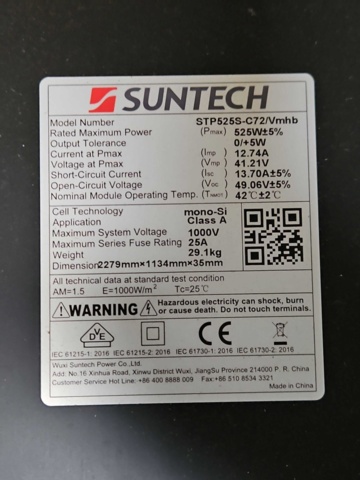 SUNTECH
Model Number STP525S-C72/Vmhb
Rated Maximum Power (Pmax) 525W±5%
Output Tolerance 0/+5W
Current at Pmax (Imp) 12.74A
Voltage at Pmax (Vmp) 41.21V
Short-Circuit Current (Isc) 13.70A±5%
Open-Circuit Voltage (Voc) 49.06V±5%
Nominal Module Operating Temp. (TNMOT) 42℃±2℃
Cell Technology mono-Si
Application Class A
Maximum System Voltage 1000V
Maximum Series Fuse Rating 25A
Weight 29.1kg
Dimension 2279mm×1134mm×35mm
All technical data at standard test condition
AM=1.5 E=1000W/m² Tc=25℃
WARNING Hazardous electricity can shock, burn
or cause death. Do not touch terminals.
DVE CE
IEC 61215-1: 2016 IEC 61215-2: 2016 IEC 61730-1: 2016 IEC 61730-2: 2016
Wuxi Suntech Power Co.,Ltd.
Add: No.16 Xinhua Road, Xinwu District Wuxi, JiangSu Province 214000 P. R. China
Customer Service Hot Line:+86 400 8888 009 Fax:+86 510 8534 3321
Made in China